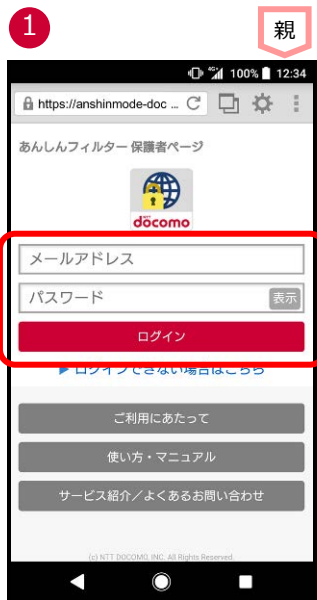 1
親
4G 100% 12:34
https://anshinmode-doc ...
あんしんフィルター 保護者ページ
NTT
döcomo
メールアドレス
パスワード 表示
ログイン
▶ ログインできない場合はこちら
ご利用にあたって
使い方・マニュアル
サービス紹介／よくあるお問い合わせ
(c) NTT DOCOMO, INC. All Rights Reserved.